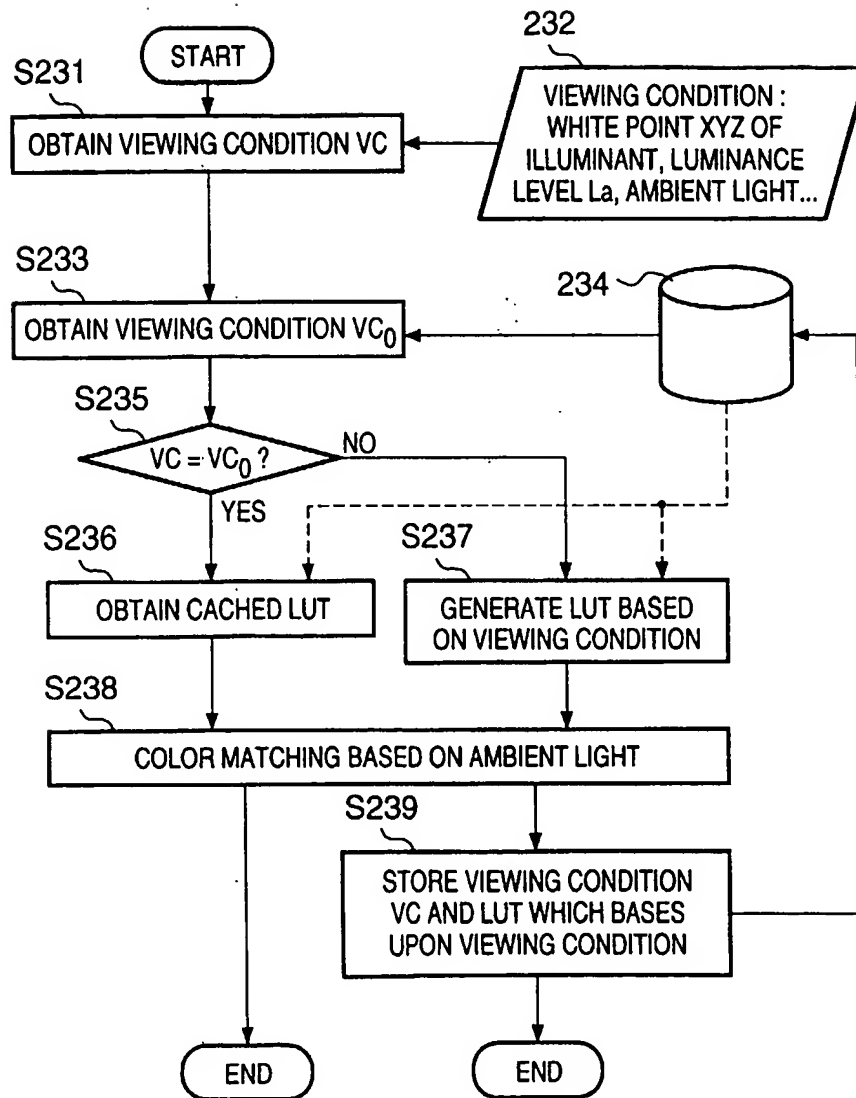 START
232
S231
VIEWING CONDITION :
WHITE POINT XYZ OF
ILLUMINANT, LUMINANCE
LEVEL La, AMBIENT LIGHT...
OBTAIN VIEWING CONDITION VC
S233
234
OBTAIN VIEWING CONDITION VC0
S235
VC = VC0 ?
NO
YES
S236
S237
OBTAIN CACHED LUT
GENERATE LUT BASED
ON VIEWING CONDITION
S238
COLOR MATCHING BASED ON AMBIENT LIGHT
S239
STORE VIEWING CONDITION
VC AND LUT WHICH BASES
UPON VIEWING CONDITION
END
END